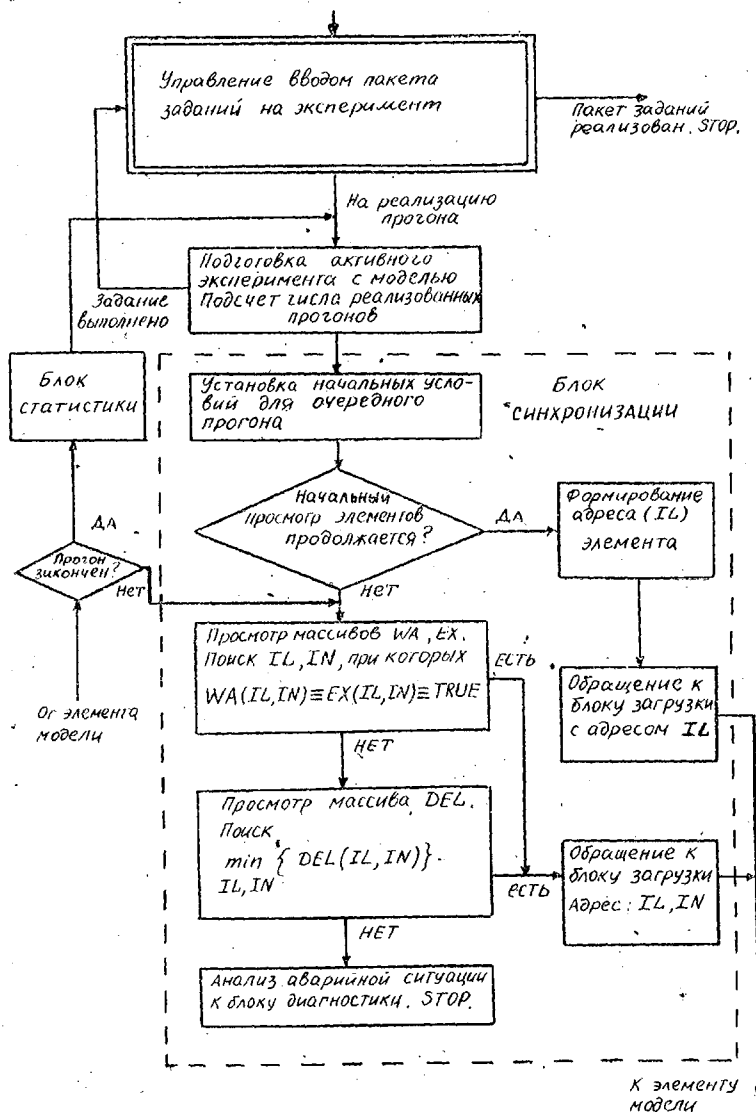 Управление вводом пакета
заданий на эксперимент
Пакет заданий
реализован. STOP.
На реализацию
прогона
Подготовка активного
эксперимента с моделью
Подсчет числа реализованных
прогонов
Задание
выполнено
Блок
статистики
Установка начальных усло-
вий для очередного
прогона
Блок
синхронизации
Начальный
просмотр элементов
продолжается?
ДА
Формирование
адреса (IL)
элемента
ДА
Прогон
закончен?
НЕТ
НЕТ
Просмотр массивов WA, EX.
Поиск IL, IN, при которых
WA(IL,IN)≡EX(IL,IN)≡TRUE
ЕСТЬ
Обращение к
блоку загрузки
с адресом IL
От элемента
модели
НЕТ
Просмотр массива DEL.
Поиск
min { DEL(IL,IN)}.
IL,IN
ЕСТЬ
Обращение к
блоку загрузки
Адрес: IL,IN
НЕТ
Анализ аварийной ситуации
к блоку диагностики. STOP.
К элементу
модели